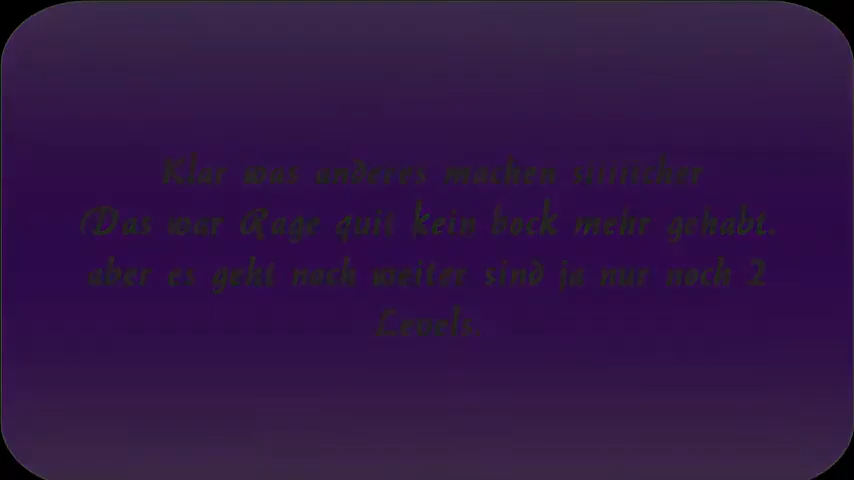 Klar was anderes machen siiiiicher
(Das war Rage quit kein bock mehr gehabt.
aber es geht noch weiter sind ja nur noch 2
Levels.